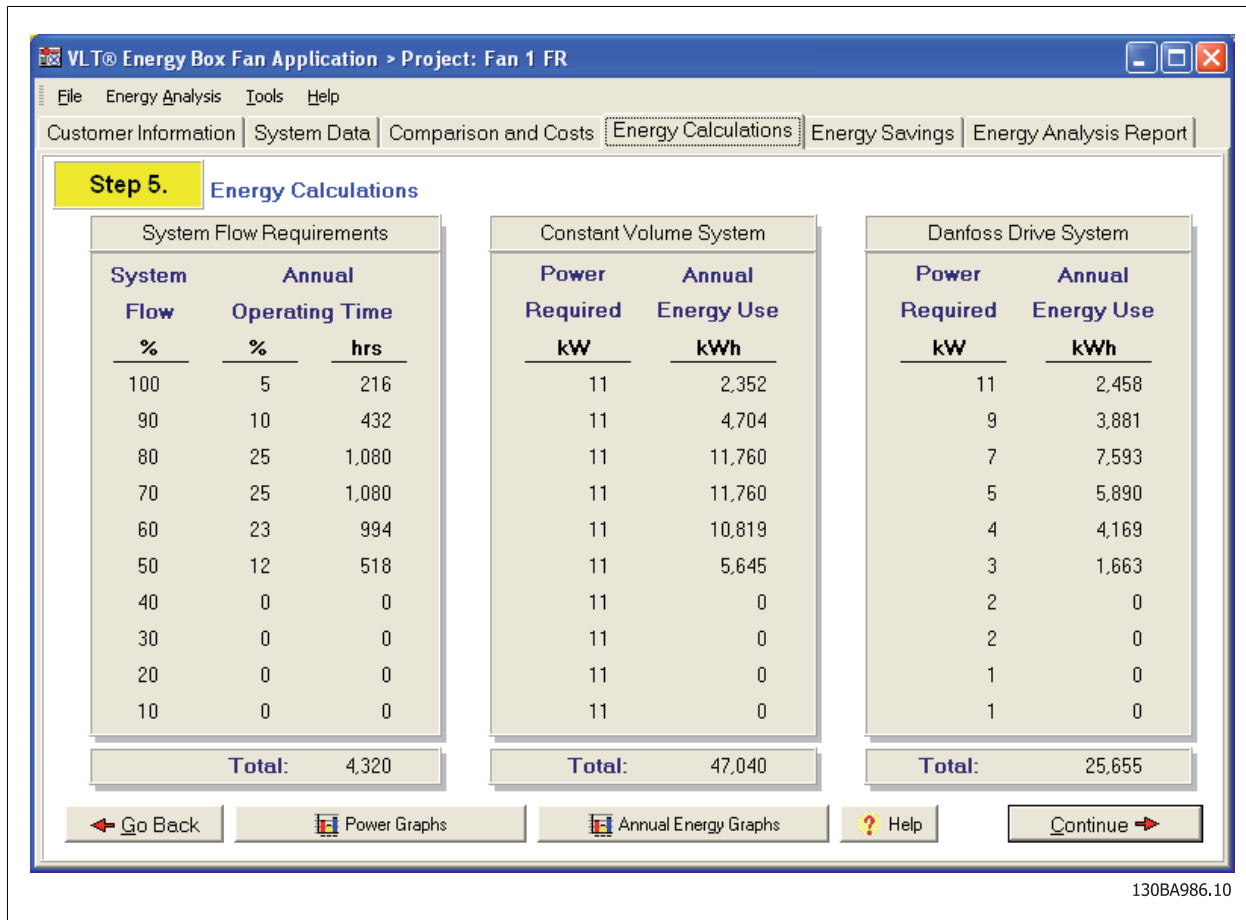 VLT® Energy Box Fan Application > Project: Fan 1 FR
File Energy Analysis Tools Help
Customer Information System Data Comparison and Costs Energy Calculations Energy Savings Energy Analysis Report
Step 5. Energy Calculations
System Flow Requirements Constant Volume System Danfoss Drive System
System Annual Power Annual Power Annual
Flow Operating Time Required Energy Use Required Energy Use
% % hrs kW kWh kW kWh
100 5 216 11 2,352 11 2,458
90 10 432 11 4,704 9 3,881
80 25 1,080 11 11,760 7 7,593
70 25 1,080 11 11,760 5 5,890
60 23 994 11 10,819 4 4,169
50 12 518 11 5,645 3 1,663
40 0 0 11 0 2 0
30 0 0 11 0 2 0
20 0 0 11 0 1 0
10 0 0 11 0 1 0
Total: 4,320 Total: 47,040 Total: 25,655
Go Back Power Graphs Annual Energy Graphs ? Help Continue
130BA986.10